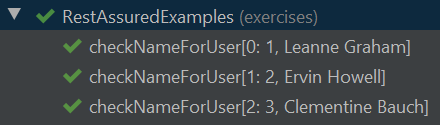 RestAssuredExamples (exercises)
checkNameForUser[0: 1, Leanne Graham]
checkNameForUser[1: 2, Ervin Howell]
checkNameForUser[2: 3, Clementine Bauch]